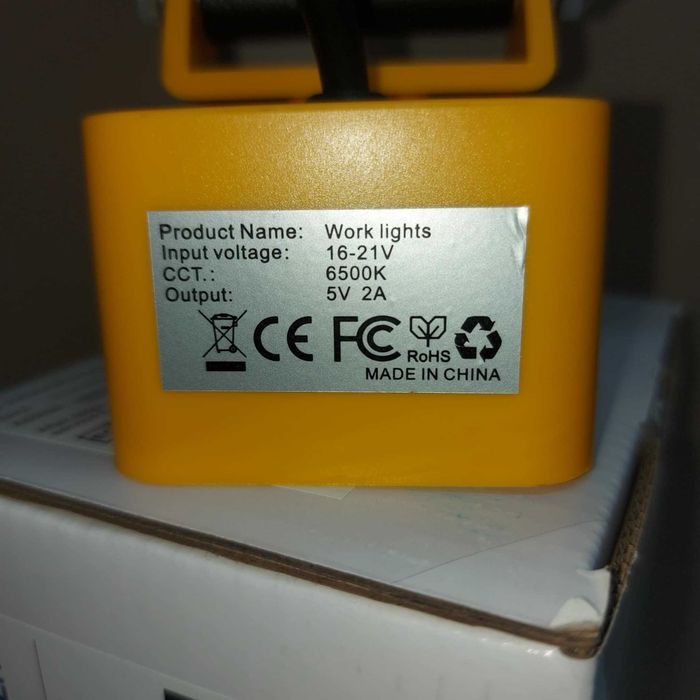 Product Name: Work lights
Input voltage: 16-21V
CCT.: 6500K
Output: 5V 2A
CE FC RoHS
MADE IN CHINA